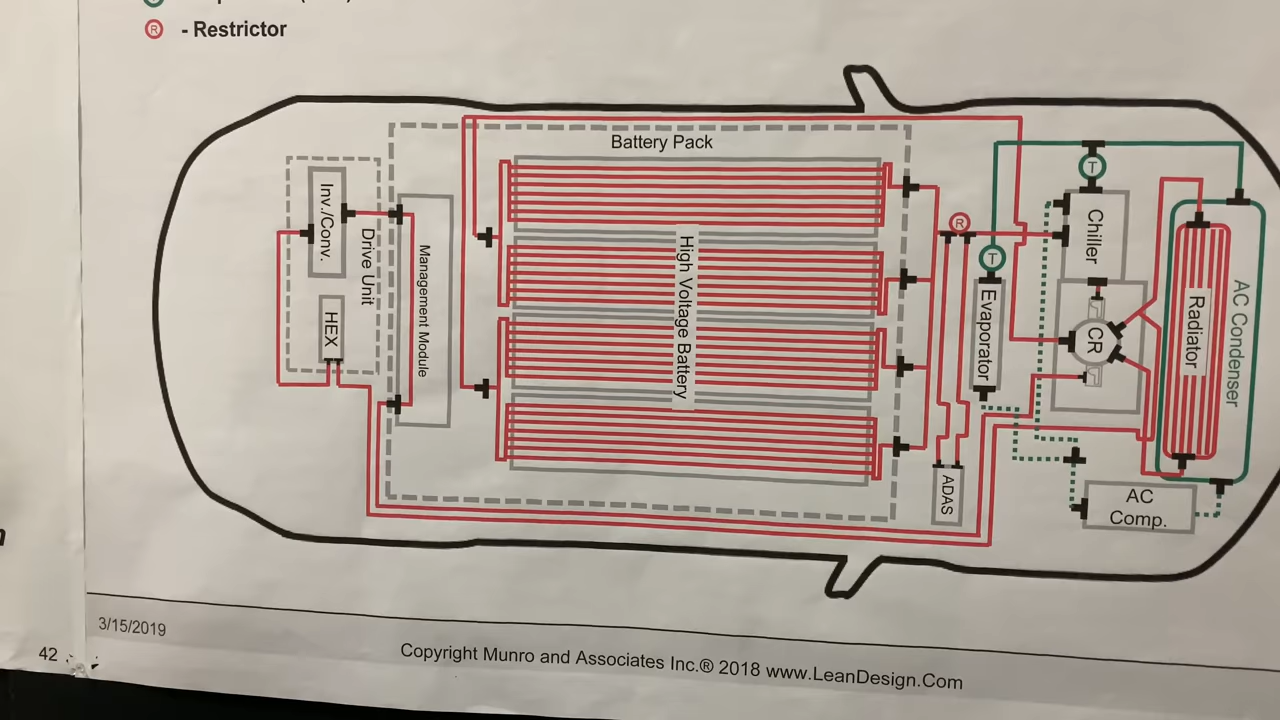 T
R - Restrictor
Battery Pack
Inv./Conv.
Drive Unit
HEX
Management Module
High Voltage Battery
R
T
T
Chiller
Evaporator
CR
Radiator
AC Condenser
ADAS
AC
Comp.
3/15/2019
42
Copyright Munro and Associates Inc.® 2018 www.LeanDesign.Com